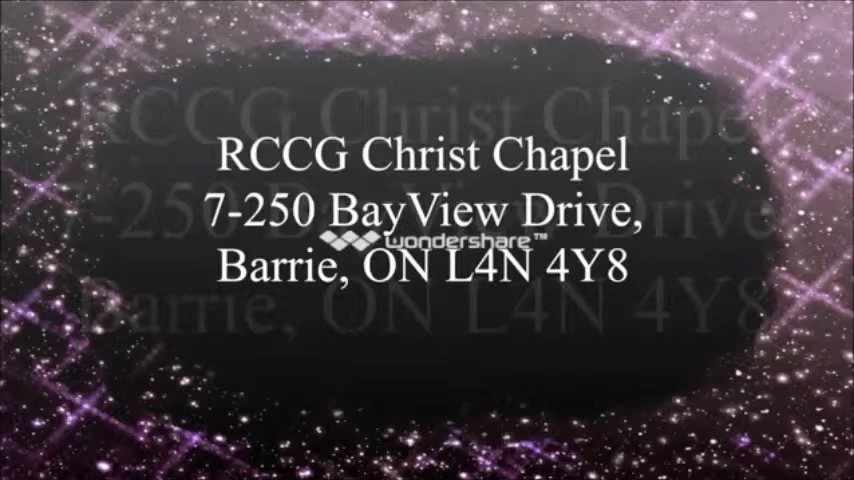 RCCG Christ Chapel
7-250 BayView Drive,
wondershare™
Barrie, ON L4N 4Y8